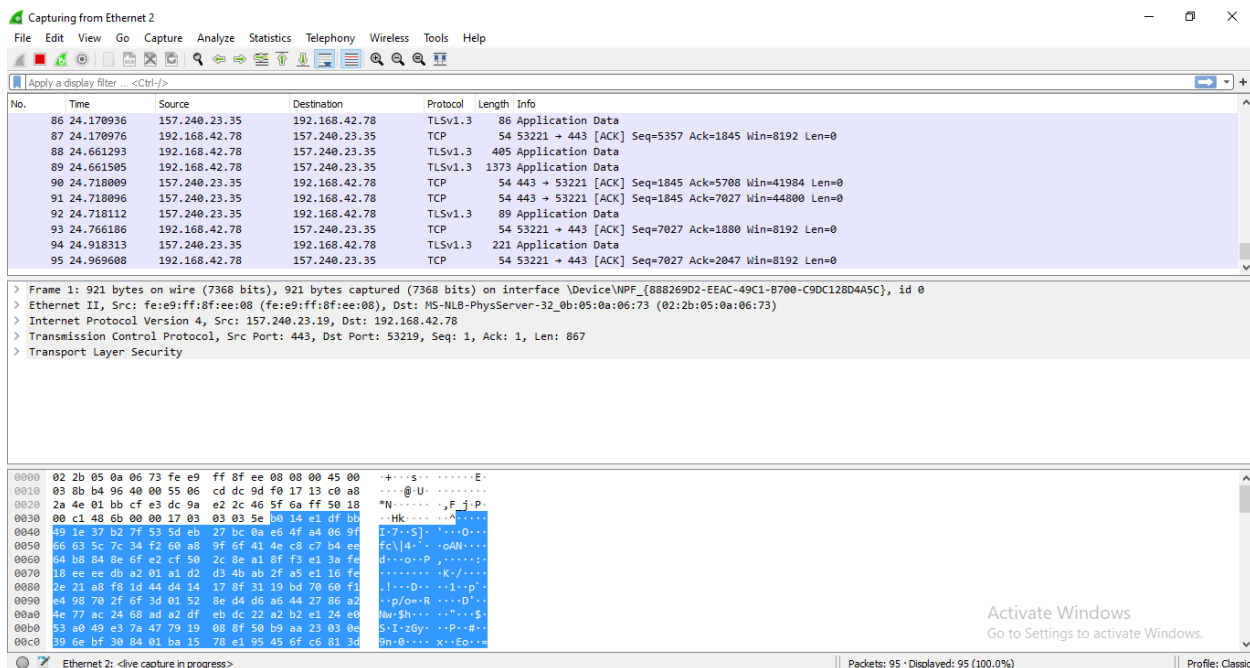 Capturing from Ethernet 2
File Edit View Go Capture Analyze Statistics Telephony Wireless Tools Help
Apply a display filter ... <Ctrl-/>
No. Time Source Destination Protocol Length Info
86 24.170936 157.240.23.35 192.168.42.78 TLSv1.3 86 Application Data
87 24.170976 192.168.42.78 157.240.23.35 TCP 54 53221 → 443 [ACK] Seq=5357 Ack=1845 Win=8192 Len=0
88 24.661293 192.168.42.78 157.240.23.35 TLSv1.3 405 Application Data
89 24.661505 192.168.42.78 157.240.23.35 TLSv1.3 1373 Application Data
90 24.718009 157.240.23.35 192.168.42.78 TCP 54 443 → 53221 [ACK] Seq=1845 Ack=5708 Win=41984 Len=0
91 24.718096 157.240.23.35 192.168.42.78 TCP 54 443 → 53221 [ACK] Seq=1845 Ack=7027 Win=44800 Len=0
92 24.718112 157.240.23.35 192.168.42.78 TLSv1.3 89 Application Data
93 24.766186 192.168.42.78 157.240.23.35 TCP 54 53221 → 443 [ACK] Seq=7027 Ack=1880 Win=8192 Len=0
94 24.918313 157.240.23.35 192.168.42.78 TLSv1.3 221 Application Data
95 24.969608 192.168.42.78 157.240.23.35 TCP 54 53221 → 443 [ACK] Seq=7027 Ack=2047 Win=8192 Len=0
> Frame 1: 921 bytes on wire (7368 bits), 921 bytes captured (7368 bits) on interface \Device\NPF_{888269D2-EEAC-49C1-B700-C9DC128D4A5C}, id 0
> Ethernet II, Src: fe:e9:ff:8f:ee:08 (fe:e9:ff:8f:ee:08), Dst: MS-NLB-PhysServer-32_0b:05:0a:06:73 (02:2b:05:0a:06:73)
> Internet Protocol Version 4, Src: 157.240.23.19, Dst: 192.168.42.78
> Transmission Control Protocol, Src Port: 443, Dst Port: 53219, Seq: 1, Ack: 1, Len: 867
> Transport Layer Security
0000 02 2b 05 0a 06 73 fe e9 ff 8f ee 08 08 00 45 00 ·+···s·· ······E·
0010 03 8b b4 96 40 00 55 06 cd dc 9d f0 17 13 c0 a8 ····@·U· ········
0020 2a 4e 01 bb cf e3 dc 9a e2 2c 46 5f 6a ff 50 18 *N······ ·,F_j·P·
0030 00 c1 48 6b 00 00 17 03 03 03 5e b0 14 e1 df bb ··Hk···· ··^·····
0040 49 1e 37 b2 7f 53 5d eb 27 bc 0a e6 4f a4 06 9f I·7··S]· '···O···
0050 66 63 5c 7c 34 f2 60 a8 9f 6f 41 4e c8 c7 b4 ee fc\|4·`· ·oAN····
0060 64 b8 84 8e 6f e2 cf 50 2c 8e a1 8f f3 e1 3a fe d···o··P ,·····:·
0070 18 ee ee db a2 01 a1 d2 d3 4b ab 2f a5 e1 16 fe ········ ·K·/····
0080 2e 21 a8 f8 1d 44 d4 14 17 8f 31 19 bd 70 60 f1 .!···D·· ··1··p`·
0090 e4 98 70 2f 6f 3d 01 52 8e d4 d6 a6 44 27 86 a2 ··p/o=·R ····D'··
00a0 4e 77 ac 24 68 ad a2 df eb dc 22 a2 b2 e1 24 e0 Nw·$h··· ··"···$·
00b0 53 a0 49 e3 7a 47 79 19 08 8f 50 b9 aa 23 03 0e S·I·zGy· ··P··#··
00c0 39 6e bf 30 84 01 ba 15 78 e1 95 45 6f c6 81 3d 9n·0···· x··Eo··=
Activate Windows
Go to Settings to activate Windows.
Ethernet 2: <live capture in progress> Packets: 95 · Displayed: 95 (100.0%) Profile: Classic